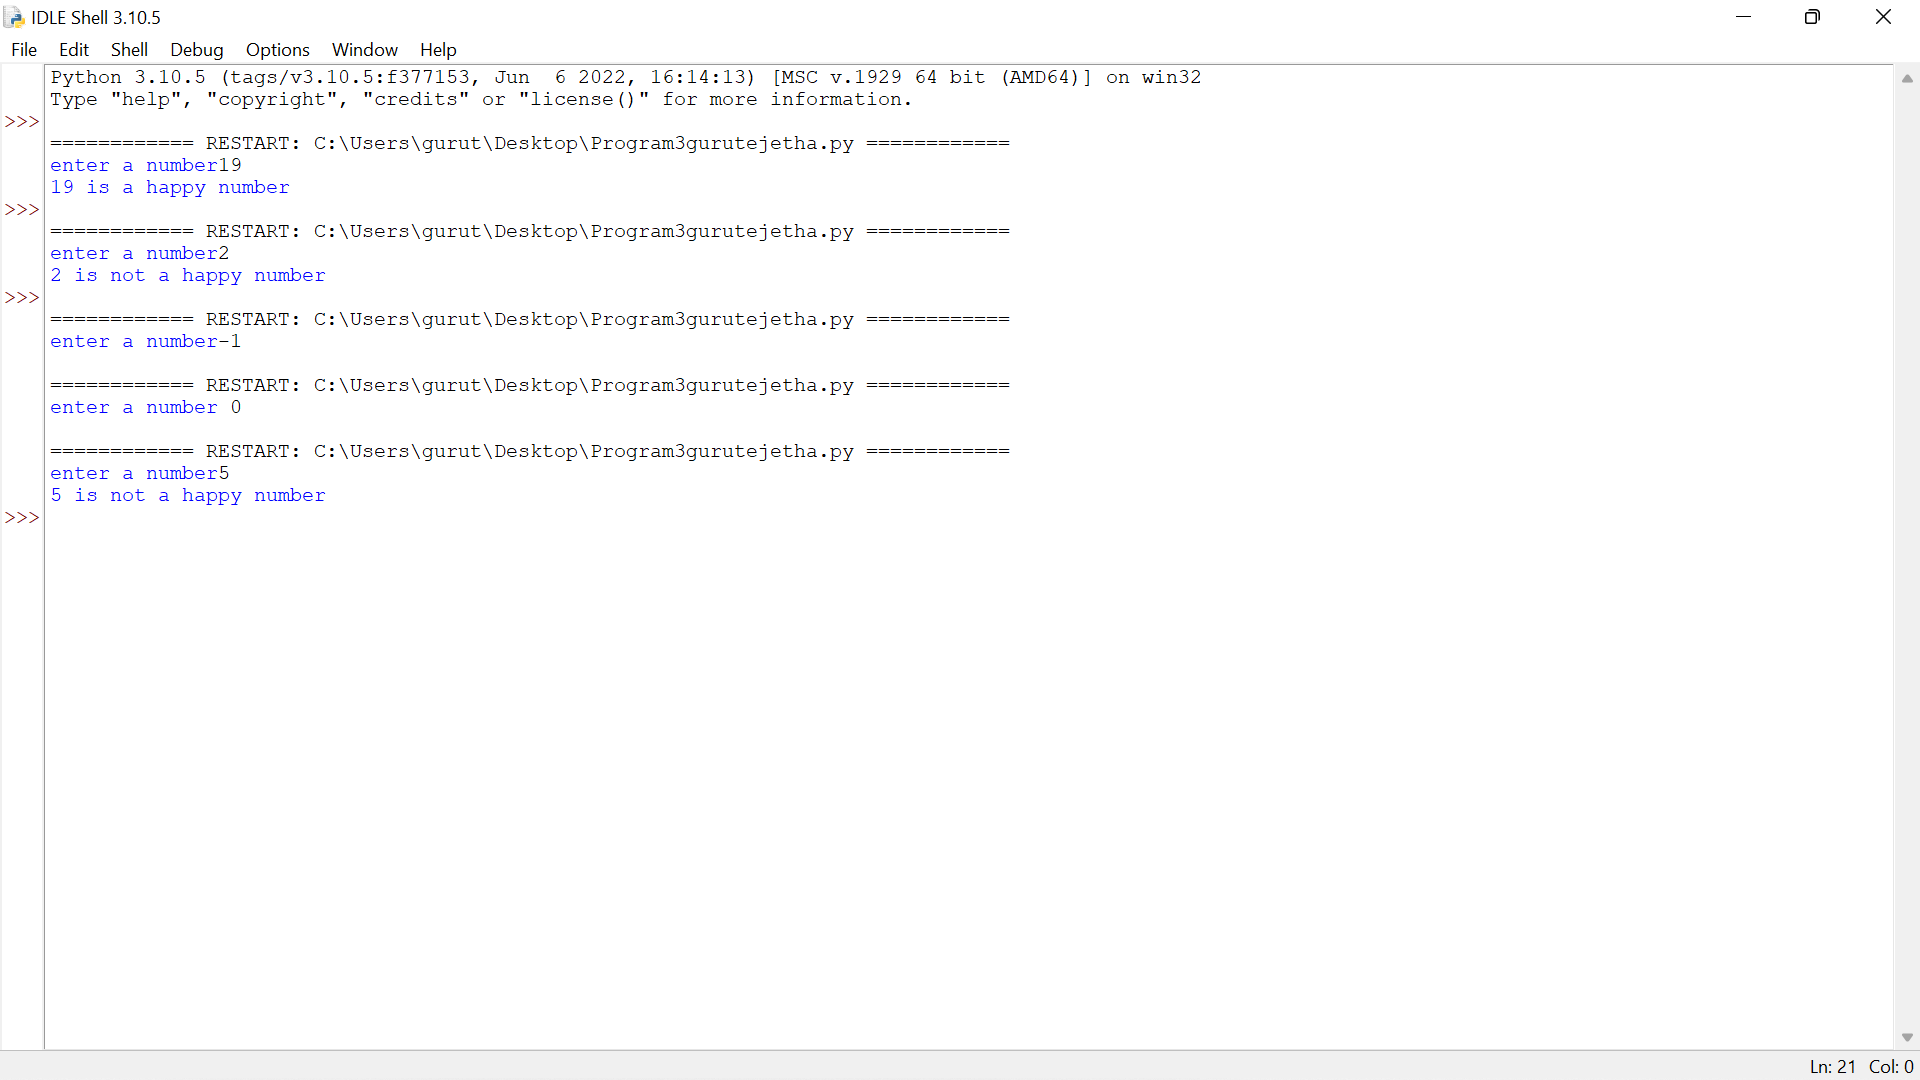 IDLE Shell 3.10.5
File Edit Shell Debug Options Window Help
Python 3.10.5 (tags/v3.10.5:f377153, Jun  6 2022, 16:14:13) [MSC v.1929 64 bit (AMD64)] on win32
Type "help", "copyright", "credits" or "license()" for more information.
>>>
============ RESTART: C:\Users\gurut\Desktop\Program3gurutejetha.py ============
enter a number19
19 is a happy number
>>>
============ RESTART: C:\Users\gurut\Desktop\Program3gurutejetha.py ============
enter a number2
2 is not a happy number
>>>
============ RESTART: C:\Users\gurut\Desktop\Program3gurutejetha.py ============
enter a number-1
============ RESTART: C:\Users\gurut\Desktop\Program3gurutejetha.py ============
enter a number 0
============ RESTART: C:\Users\gurut\Desktop\Program3gurutejetha.py ============
enter a number5
5 is not a happy number
>>>
Ln: 21 Col: 0